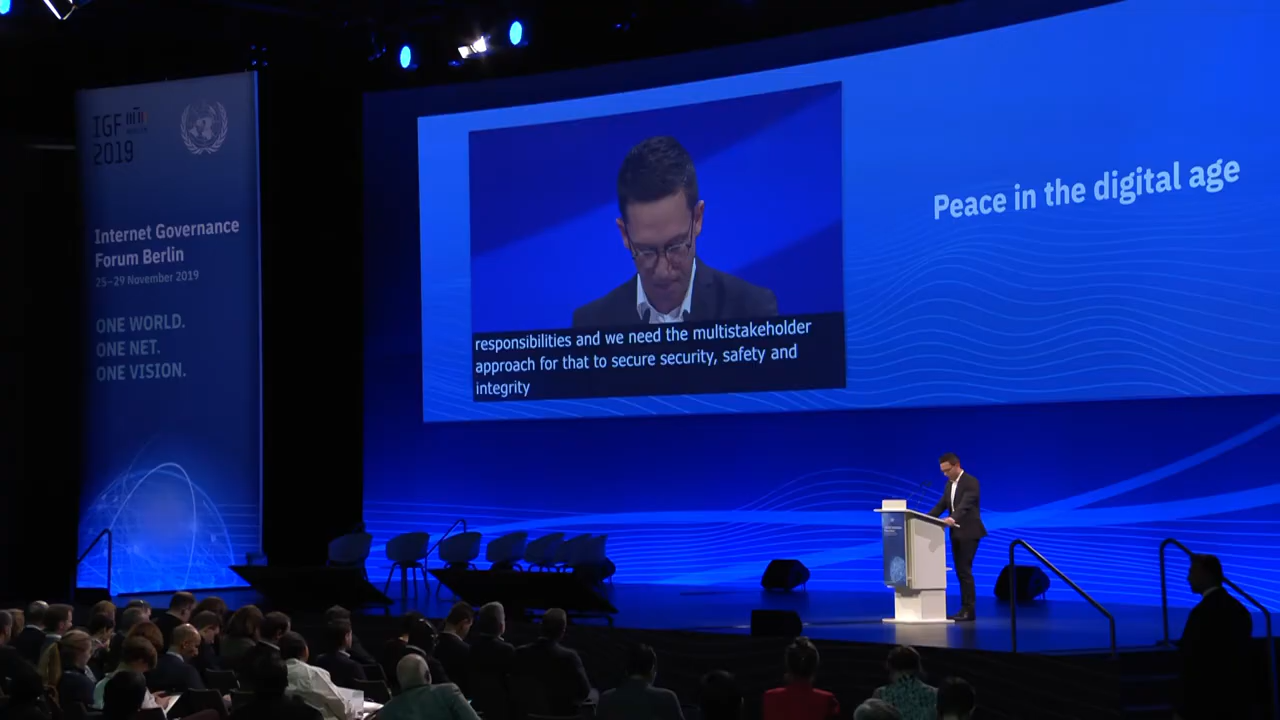 IGF
2019
Internet Governance
Forum Berlin
25–29 November 2019
ONE WORLD.
ONE NET.
ONE VISION.
responsibilities and we need the multistakeholder
approach for that to secure security, safety and
integrity
Peace in the digital age